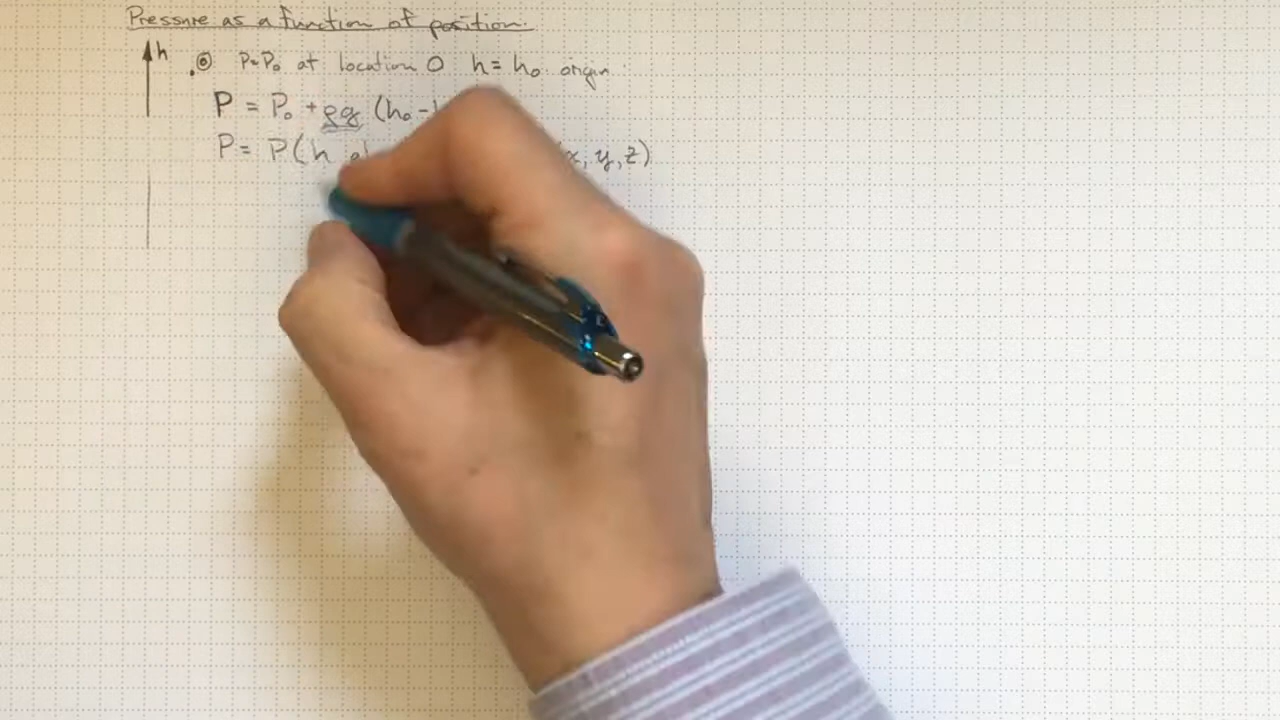 Pressure as a function of position.
h
P=P₀ at location O h = h₀ origin
P = P₀ + ρg (h₀ -
P = P(h x, y, z)